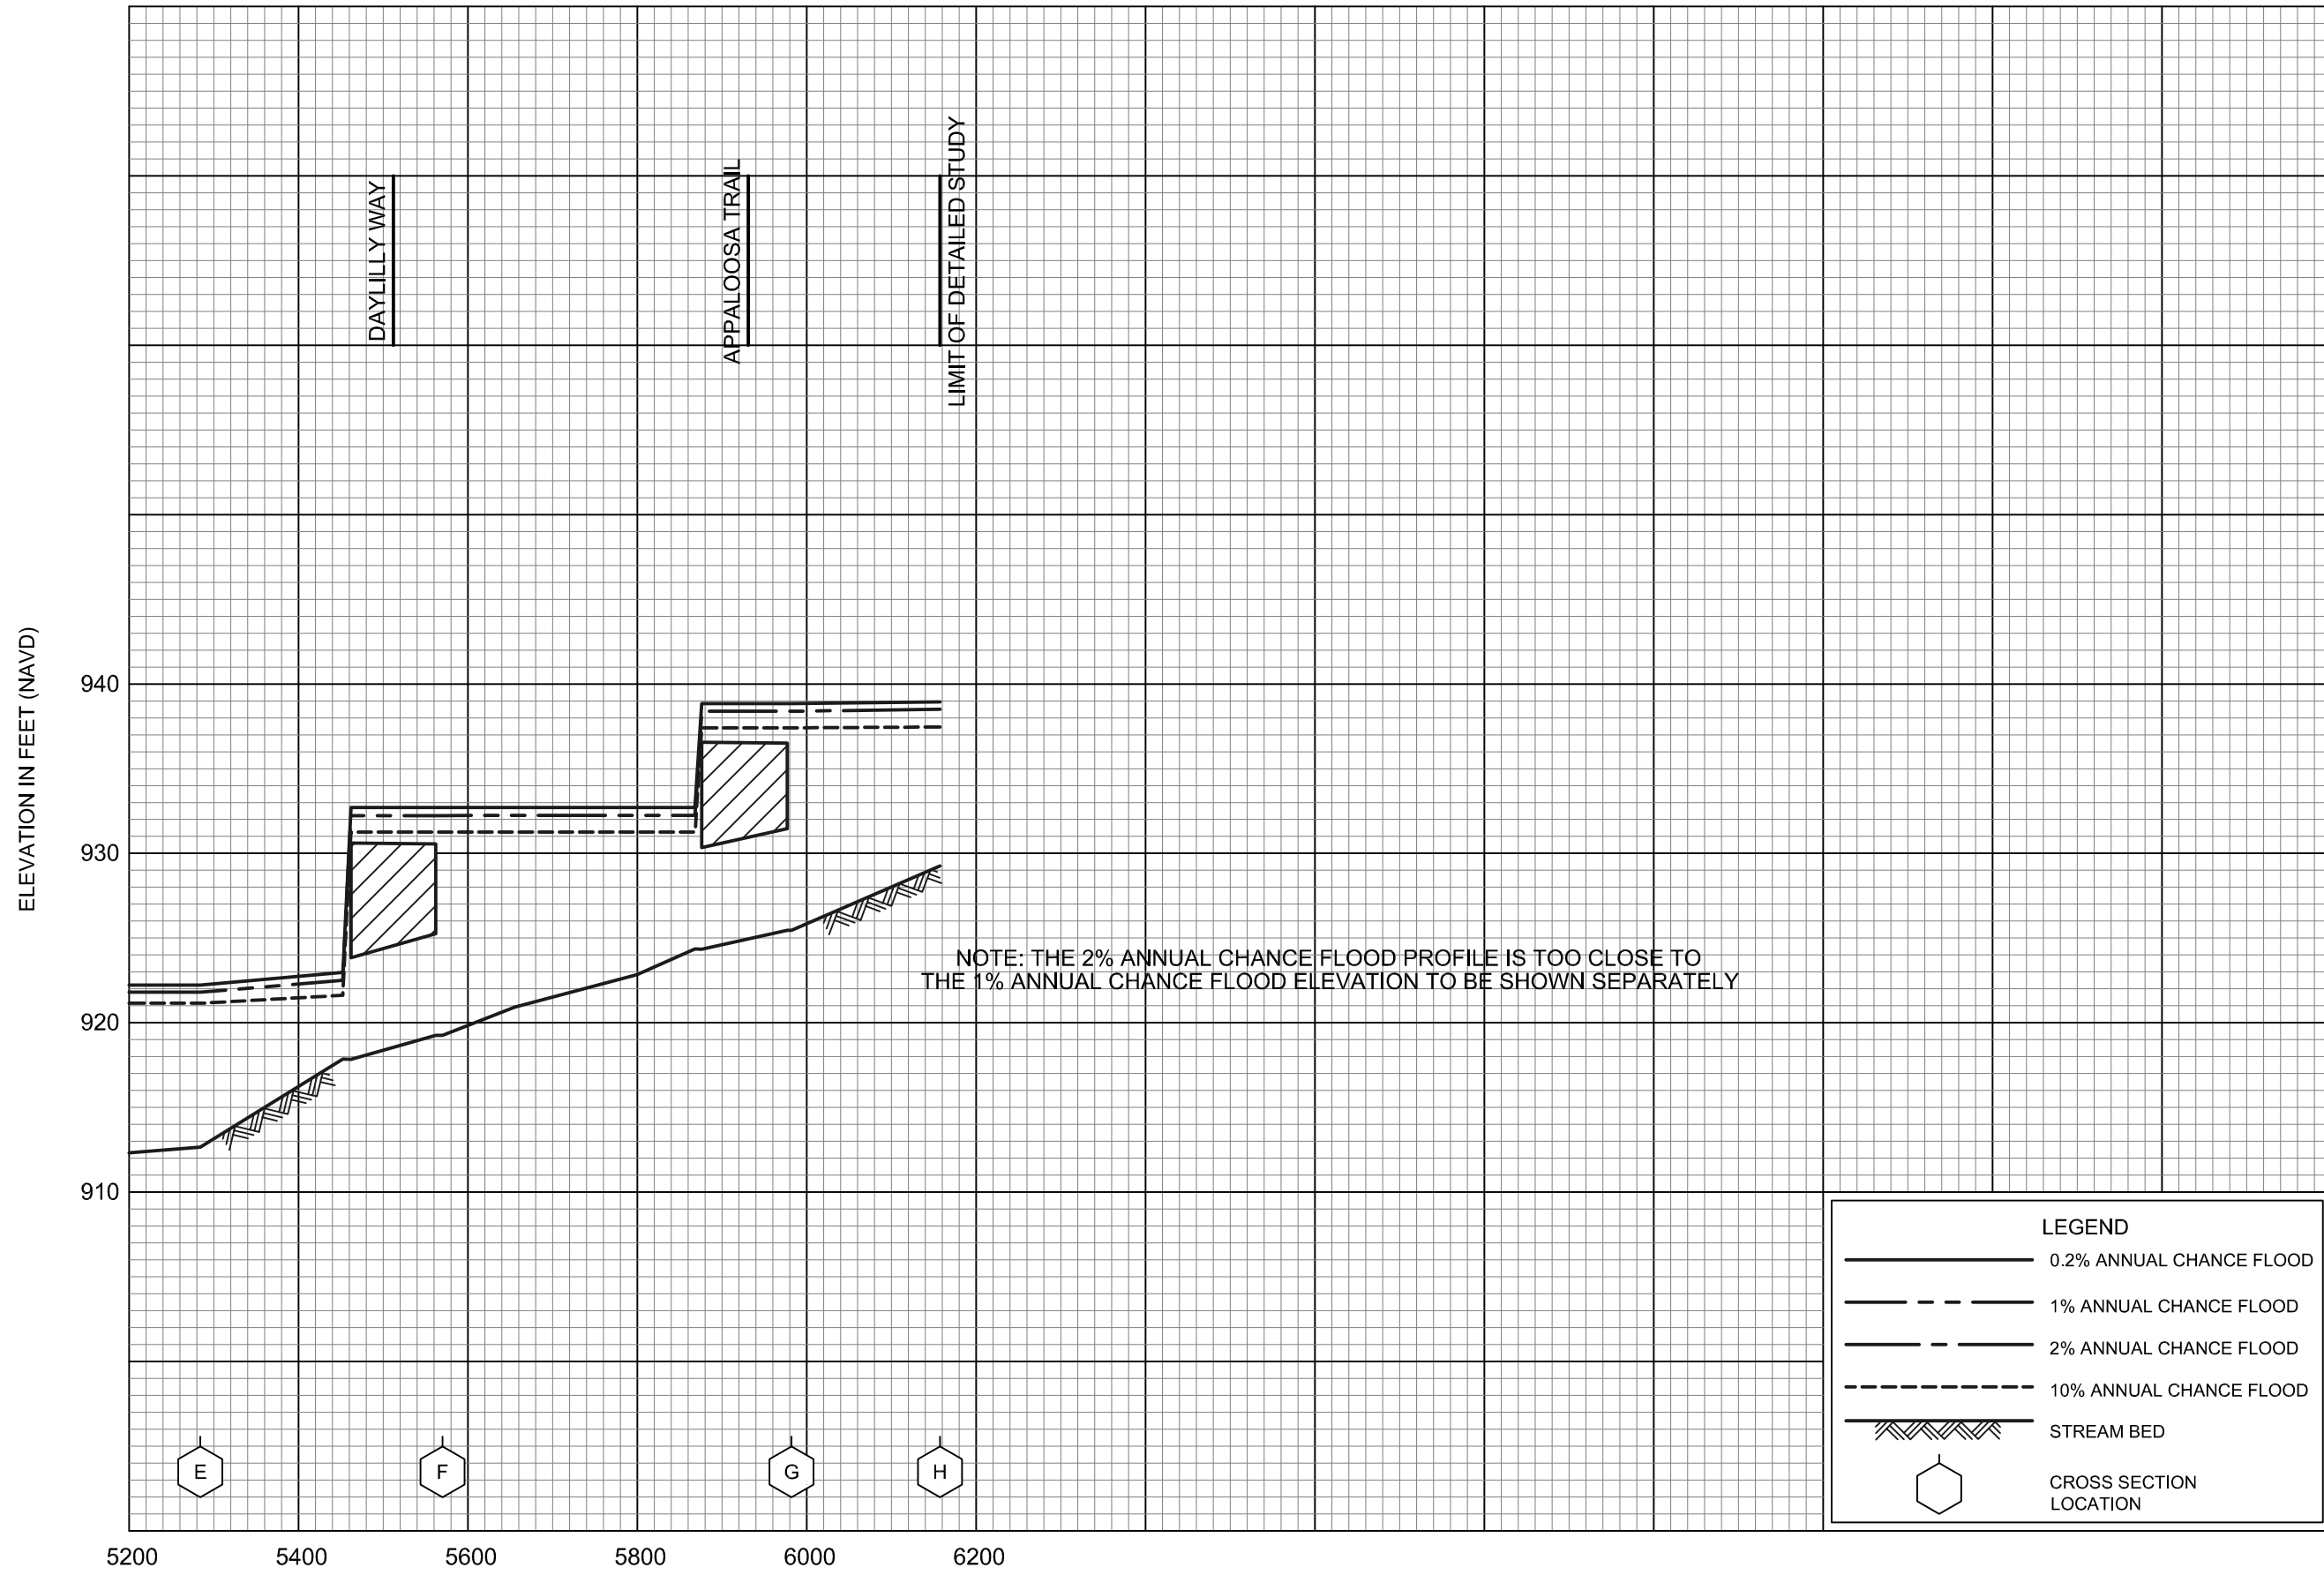 DAYLILLY WAY
APPALOOSA TRAIL
LIMIT OF DETAILED STUDY
ELEVATION IN FEET (NAVD)
940
930
920
910
NOTE: THE 2% ANNUAL CHANCE FLOOD PROFILE IS TOO CLOSE TO
THE 1% ANNUAL CHANCE FLOOD ELEVATION TO BE SHOWN SEPARATELY
LEGEND
0.2% ANNUAL CHANCE FLOOD
1% ANNUAL CHANCE FLOOD
2% ANNUAL CHANCE FLOOD
10% ANNUAL CHANCE FLOOD
STREAM BED
CROSS SECTION
LOCATION
E
F
G
H
5200
5400
5600
5800
6000
6200